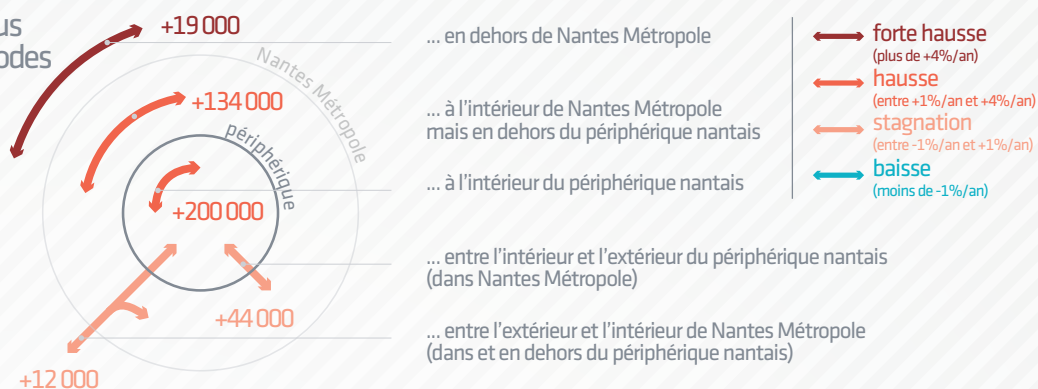 +19 000
... en dehors de Nantes Métropole
Nantes Métropole
+134 000
... à l'intérieur de Nantes Métropole
mais en dehors du périphérique nantais
périphérique
... à l'intérieur du périphérique nantais
+200 000
... entre l'intérieur et l'extérieur du périphérique nantais
(dans Nantes Métropole)
+44 000
... entre l'extérieur et l'intérieur de Nantes Métropole
(dans et en dehors du périphérique nantais)
+12 000
forte hausse
(plus de +4%/an)
hausse
(entre +1%/an et +4%/an)
stagnation
(entre -1%/an et +1%/an)
baisse
(moins de -1%/an)